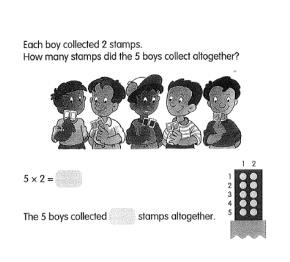 Each boy collected 2 stamps.
How many stamps did the 5 boys collect altogether?
5 x 2 =
1 2
1
2
3
4
5
The 5 boys collected stamps altogether.